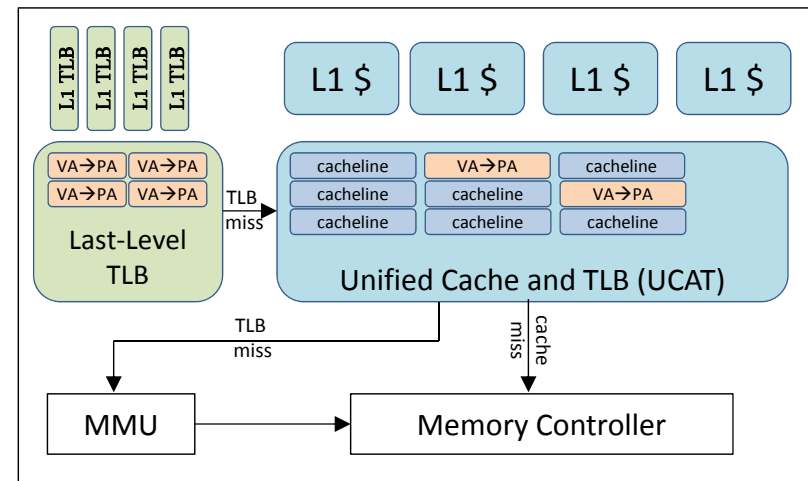 L1 TLB
L1 TLB
L1 TLB
L1 TLB
L1 $
L1 $
L1 $
L1 $
VA→PA VA→PA
VA→PA VA→PA
Last-Level
TLB
TLB
miss
cacheline VA→PA cacheline
cacheline cacheline VA→PA
cacheline cacheline cacheline
Unified Cache and TLB (UCAT)
TLB
miss
cache
miss
MMU
Memory Controller